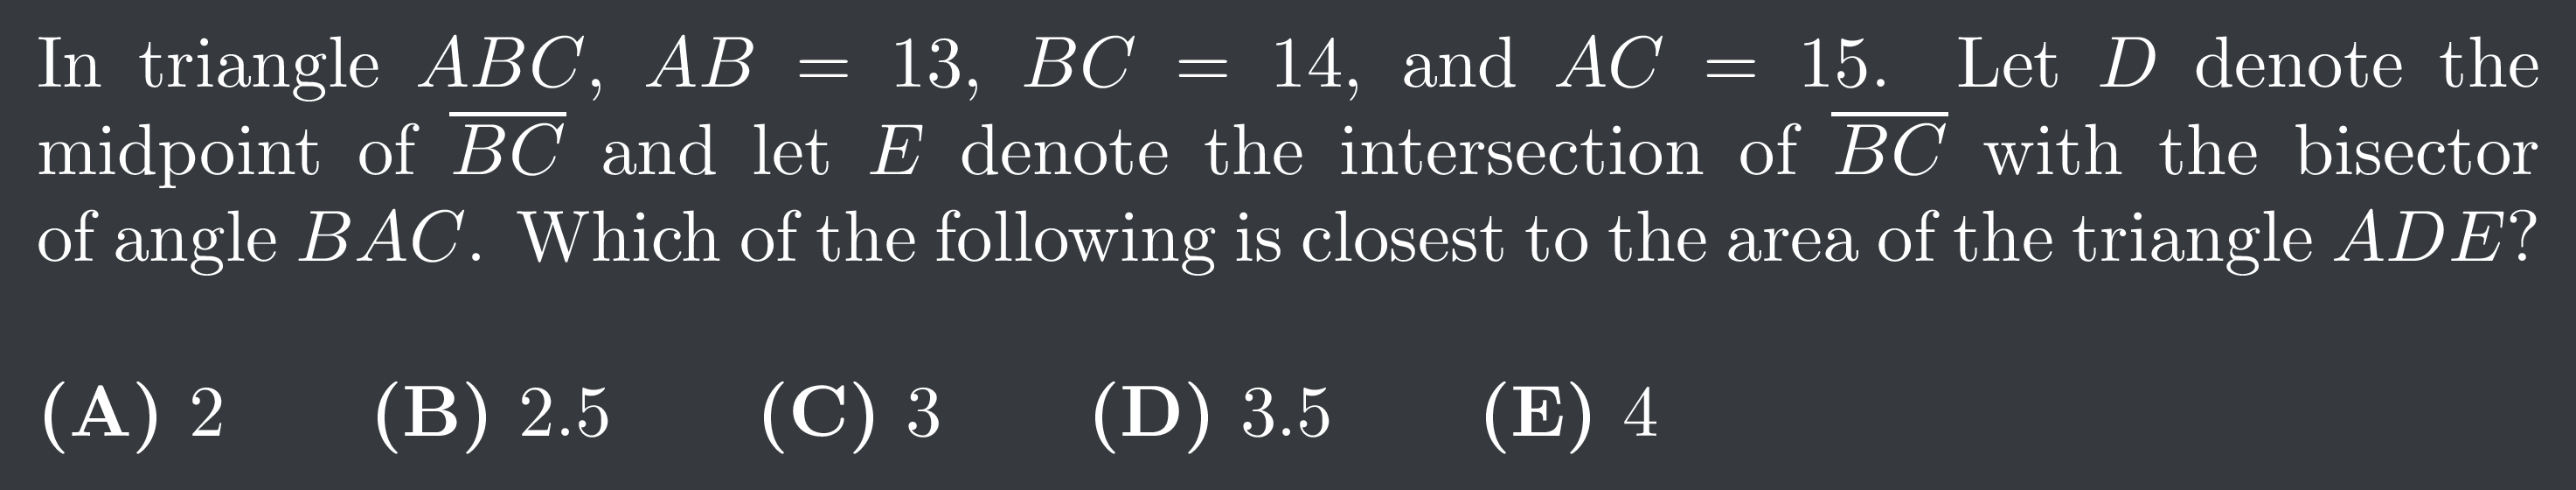 In triangle ABC, AB = 13, BC = 14, and AC = 15. Let D denote the
midpoint of $\overline{BC}$ and let E denote the intersection of $\overline{BC}$ with the bisector
of angle BAC. Which of the following is closest to the area of the triangle ADE?
(A) 2 (B) 2.5 (C) 3 (D) 3.5 (E) 4